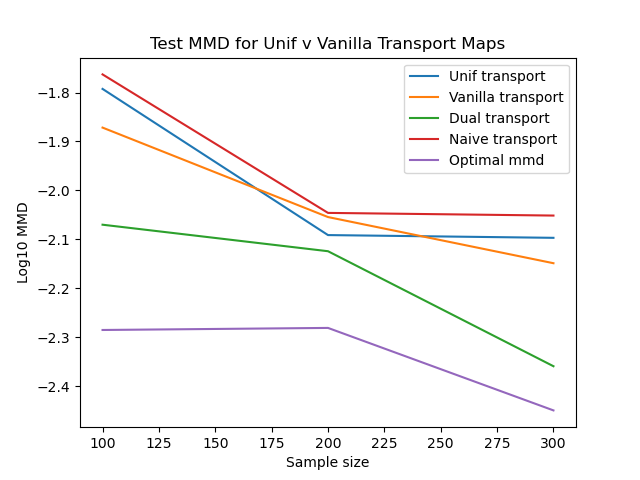 Test MMD for Unif v Vanilla Transport Maps
Unif transport
Vanilla transport
Dual transport
Naive transport
Optimal mmd
Log10 MMD
−1.8
−1.9
−2.0
−2.1
−2.2
−2.3
−2.4
100 125 150 175 200 225 250 275 300
Sample size